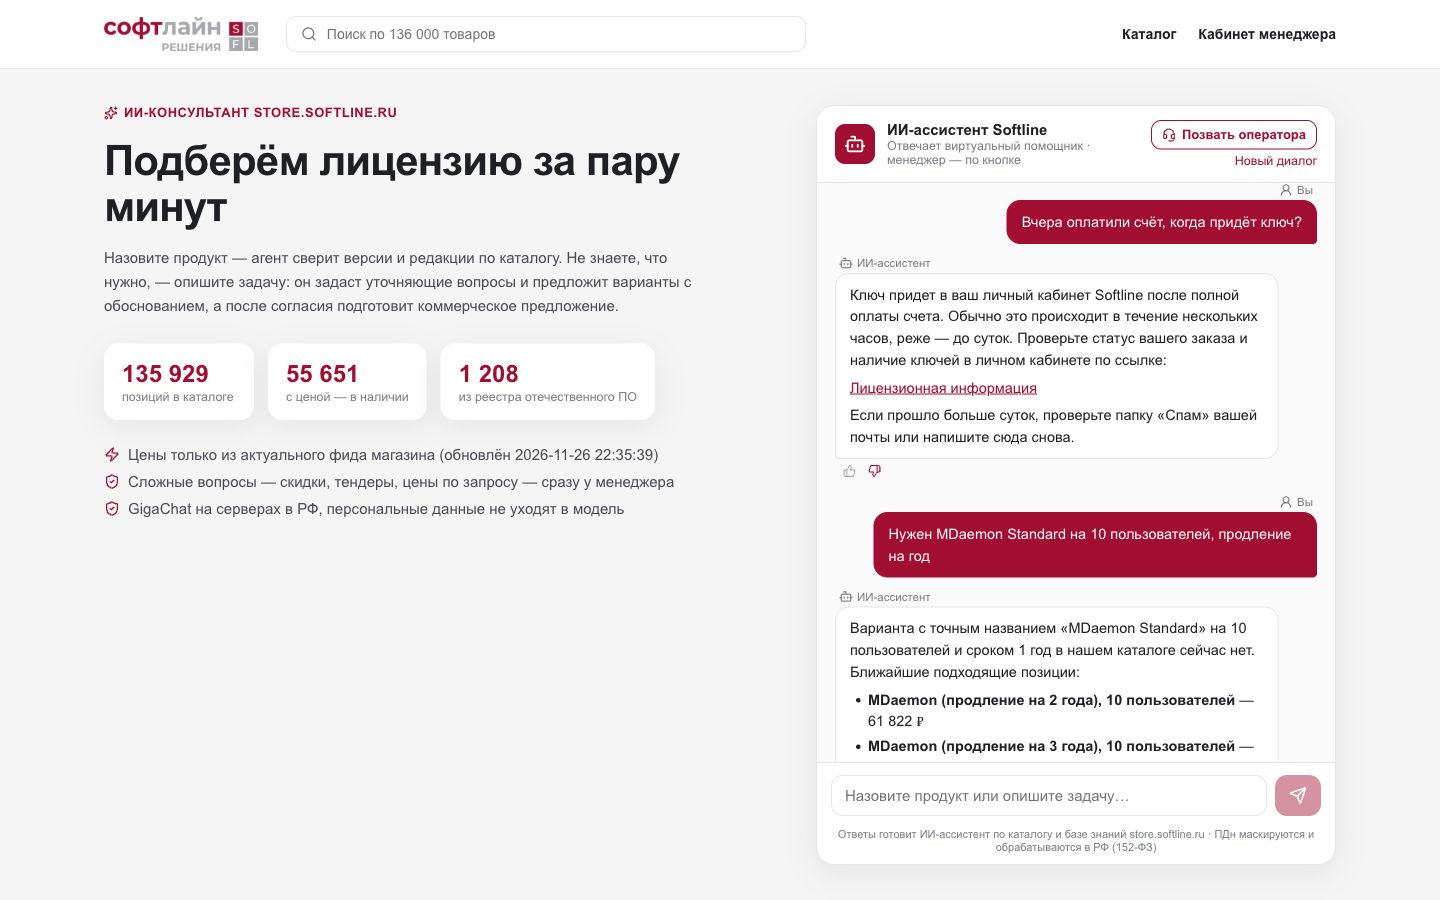 софтлайн
РЕШЕНИЯ
S O
F L
Поиск по 136 000 товаров
Каталог
Кабинет менеджера
ИИ-КОНСУЛЬТАНТ STORE.SOFTLINE.RU
Подберём лицензию за пару
минут
Назовите продукт — агент сверит версии и редакции по каталогу. Не знаете, что
нужно, — опишите задачу: он задаст уточняющие вопросы и предложит варианты с
обоснованием, а после согласия подготовит коммерческое предложение.
135 929
позиций в каталоге
55 651
с ценой — в наличии
1 208
из реестра отечественного ПО
Цены только из актуального фида магазина (обновлён 2026-11-26 22:35:39)
Сложные вопросы — скидки, тендеры, цены по запросу — сразу у менеджера
GigaChat на серверах в РФ, персональные данные не уходят в модель
ИИ-ассистент Softline
Отвечает виртуальный помощник ·
менеджер — по кнопке
Позвать оператора
Новый диалог
Вы
Вчера оплатили счёт, когда придёт ключ?
ИИ-ассистент
Ключ придет в ваш личный кабинет Softline после полной
оплаты счета. Обычно это происходит в течение нескольких
часов, реже — до суток. Проверьте статус вашего заказа и
наличие ключей в личном кабинете по ссылке:
Лицензионная информация
Если прошло больше суток, проверьте папку «Спам» вашей
почты или напишите сюда снова.
Вы
Нужен MDaemon Standard на 10 пользователей, продление
на год
ИИ-ассистент
Варианта с точным названием «MDaemon Standard» на 10
пользователей и сроком 1 год в нашем каталоге сейчас нет.
Ближайшие подходящие позиции:
• MDaemon (продление на 2 года), 10 пользователей —
61 822 ₽
• MDaemon (продление на 3 года), 10 пользователей —
Назовите продукт или опишите задачу…
Ответы готовит ИИ-ассистент по каталогу и базе знаний store.softline.ru · ПДн маскируются и
обрабатываются в РФ (152-ФЗ)